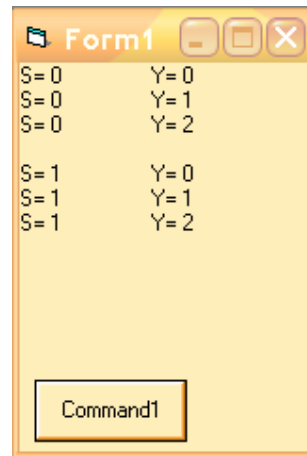 Form1
S= 0 Y= 0
S= 0 Y= 1
S= 0 Y= 2
S= 1 Y= 0
S= 1 Y= 1
S= 1 Y= 2
Command1